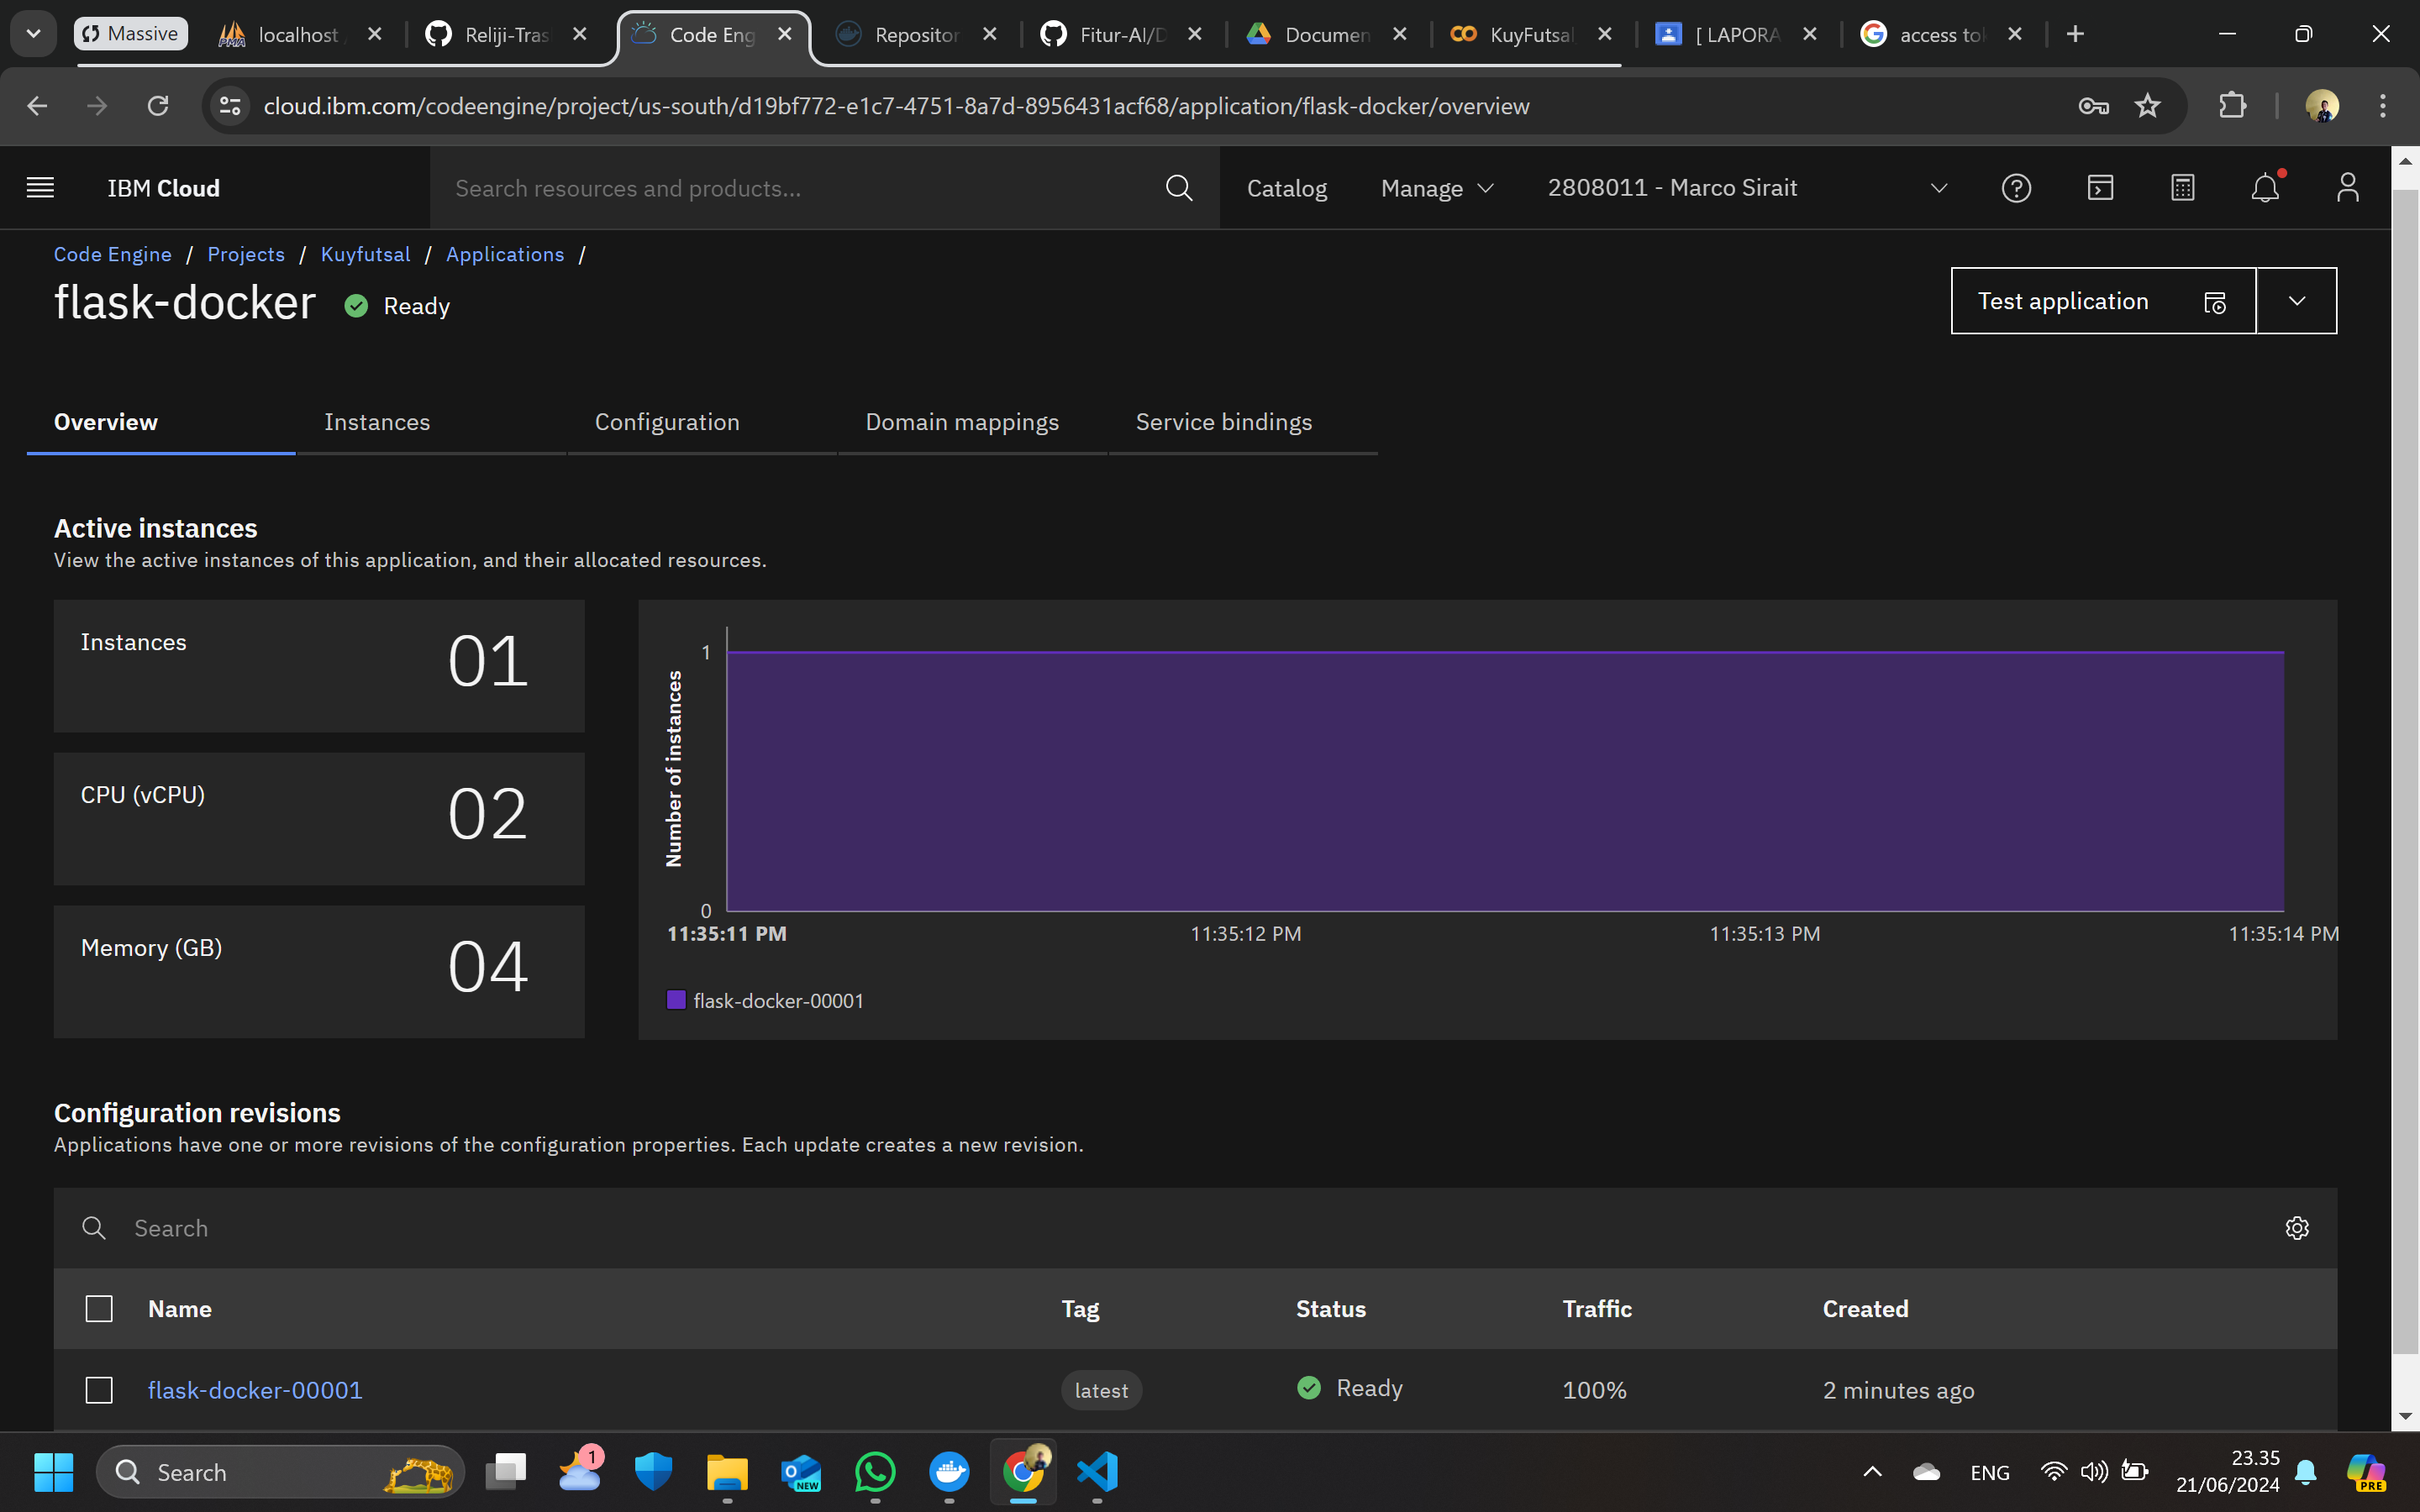 Massive
localhost
Reliji-Tras
Code Eng
Repositor
Fitur-AI/D
Documen
KuyFutsal
[ LAPORA
access to
cloud.ibm.com/codeengine/project/us-south/d19bf772-e1c7-4751-8a7d-8956431acf68/application/flask-docker/overview
IBM Cloud
Search resources and products...
Catalog
Manage
2808011 - Marco Sirait
Code Engine / Projects / Kuyfutsal / Applications /
flask-docker
Ready
Test application
Overview
Instances
Configuration
Domain mappings
Service bindings
Active instances
View the active instances of this application, and their allocated resources.
Instances 01
CPU (vCPU) 02
Memory (GB) 04
Number of instances
1
0
11:35:11 PM
11:35:12 PM
11:35:13 PM
11:35:14 PM
flask-docker-00001
Configuration revisions
Applications have one or more revisions of the configuration properties. Each update creates a new revision.
Search
Name Tag Status Traffic Created
flask-docker-00001 latest Ready 100% 2 minutes ago
Search
1
NEW
ENG
23.35
21/06/2024
PRE